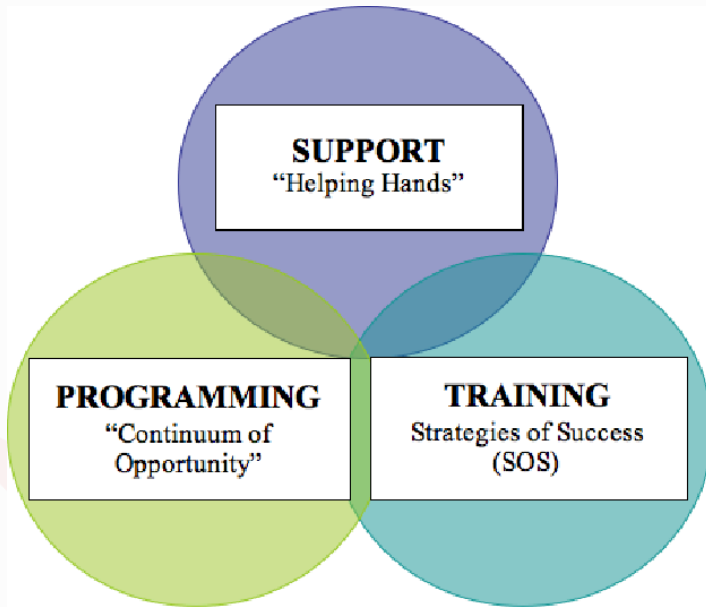 SUPPORT
“Helping Hands”
PROGRAMMING
“Continuum of
Opportunity”
TRAINING
Strategies of Success
(SOS)